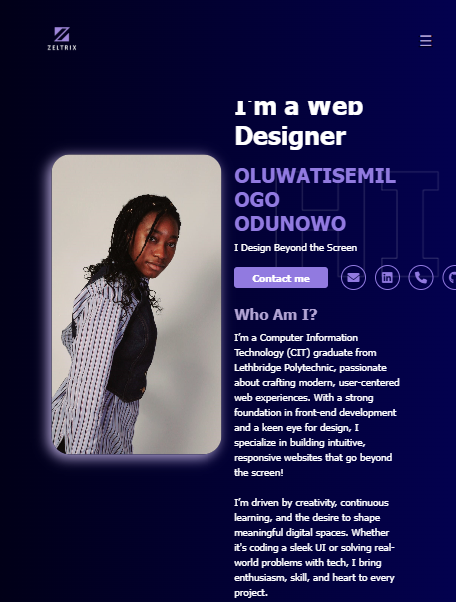 ZELTRIX
I'm a Web
Designer
HI
OLUWATISEMIL
OGO
ODUNOWO
I Design Beyond the Screen
Contact me
Who Am I?
I'm a Computer Information
Technology (CIT) graduate from
Lethbridge Polytechnic, passionate
about crafting modern, user-centered
web experiences. With a strong
foundation in front-end development
and a keen eye for design, I
specialize in building intuitive,
responsive websites that go beyond
the screen!
I'm driven by creativity, continuous
learning, and the desire to shape
meaningful digital spaces. Whether
it's coding a sleek UI or solving real-
world problems with tech, I bring
enthusiasm, skill, and heart to every
project.